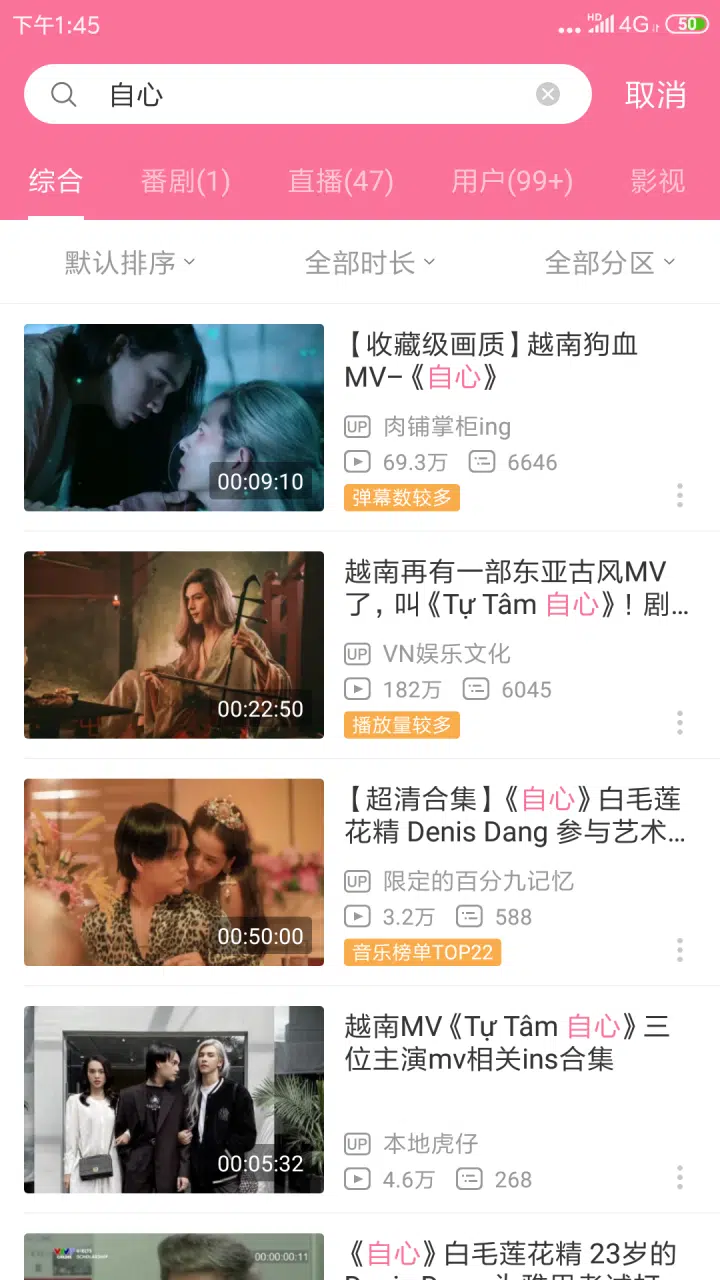 下午1:45
HD 4G 50
自心
取消
综合 番剧(1) 直播(47) 用户(99+) 影视
默认排序 全部时长 全部分区
【收藏级画质】越南狗血
MV–《自心》
UP 肉铺掌柜ing
69.3万 6646
00:09:10
弹幕数较多
越南再有一部东亚古风MV
了，叫《Tự Tâm 自心》！剧...
UP VN娱乐文化
182万 6045
00:22:50
播放量较多
【超清合集】《自心》白毛莲
花精 Denis Dang 参与艺术...
UP 限定的百分九记忆
3.2万 588
00:50:00
音乐榜单TOP22
越南MV《Tự Tâm 自心》三
位主演mv相关ins合集
UP 本地虎仔
4.6万 268
00:05:32
00:00:00:11
《自心》白毛莲花精 23岁的